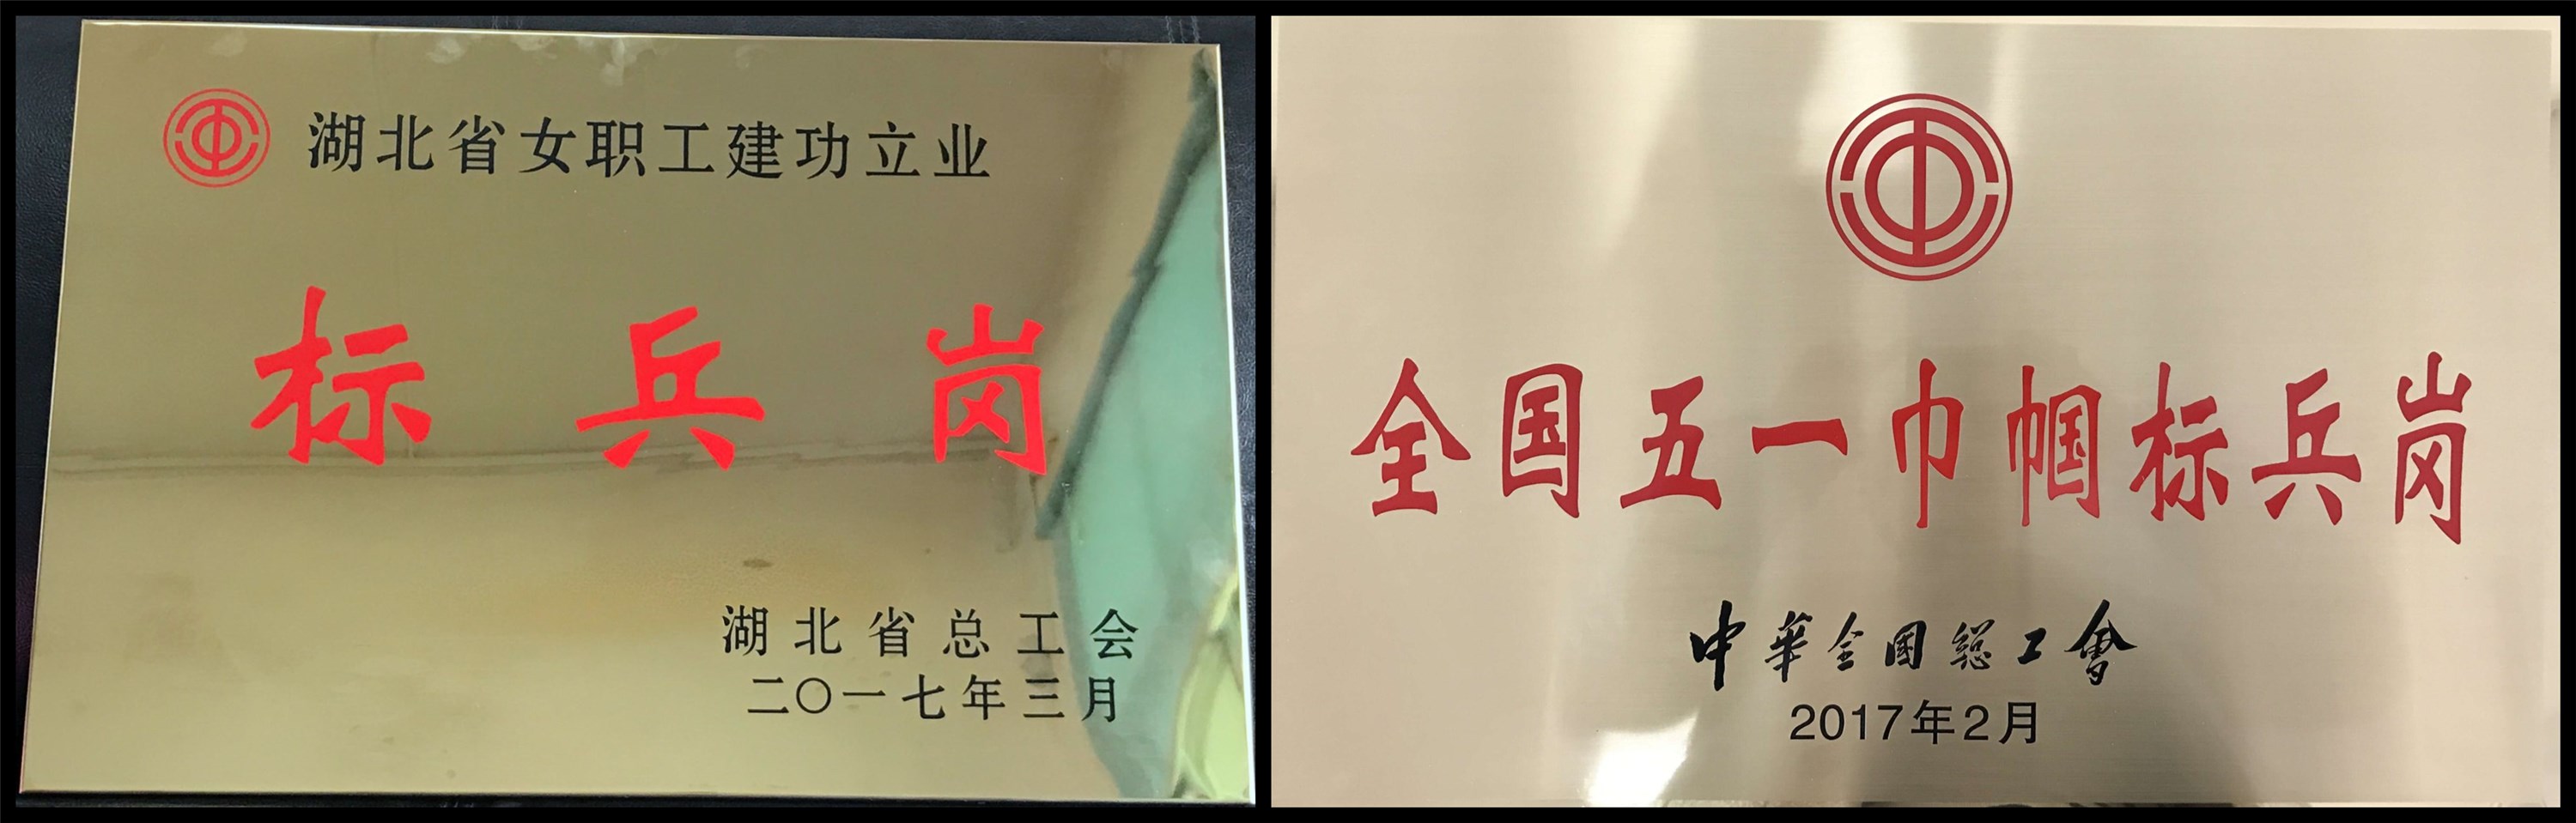 湖北省女职工建功立业
标兵岗
湖北省总工会
二〇一七年三月
全国五一巾帼标兵岗
中華全国総工會
2017年2月